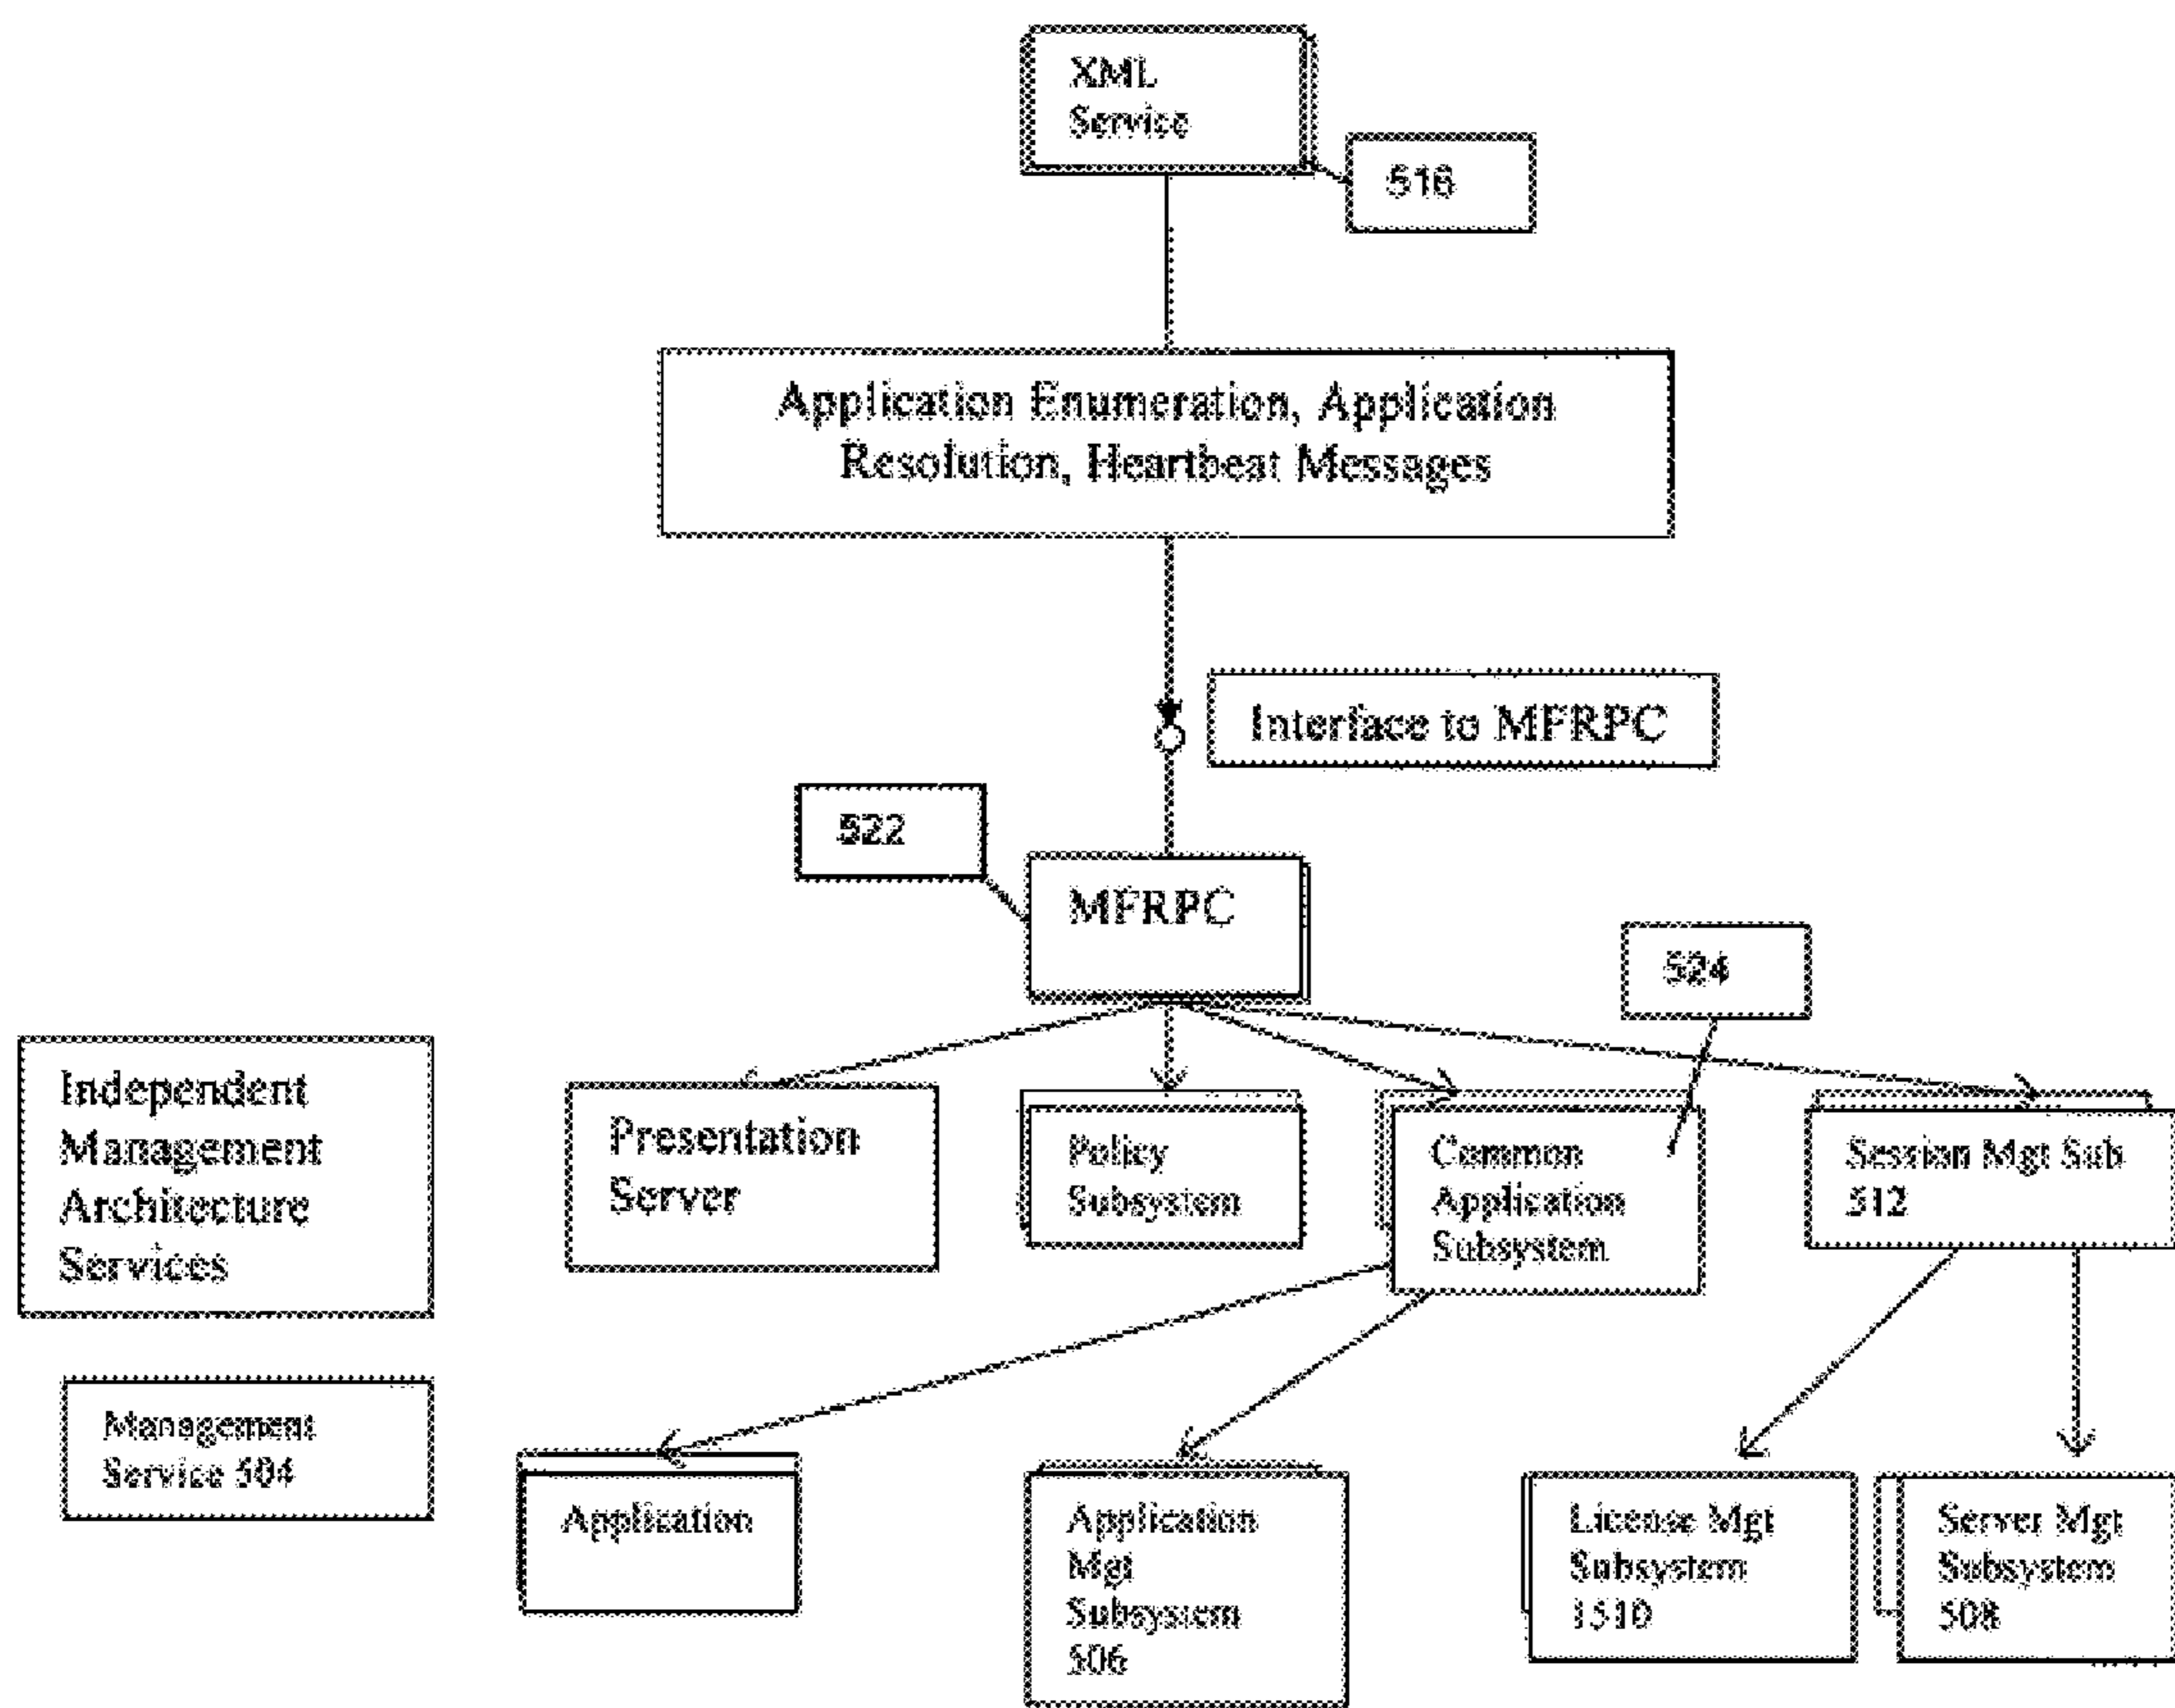 XML
Service
516
Application Enumeration, Application
Resolution, Heartbeat Messages
Interface to MFRPC
522
MFRPC
524
Independent
Management
Architecture
Services
Presentation
Server
Policy
Subsystem
Common
Application
Subsystem
Session Mgt Sub
512
Management
Service 504
Application
Application
Mgt
Subsystem
506
License Mgt
Subsystem
1510
Server Mgt
Subsystem
508